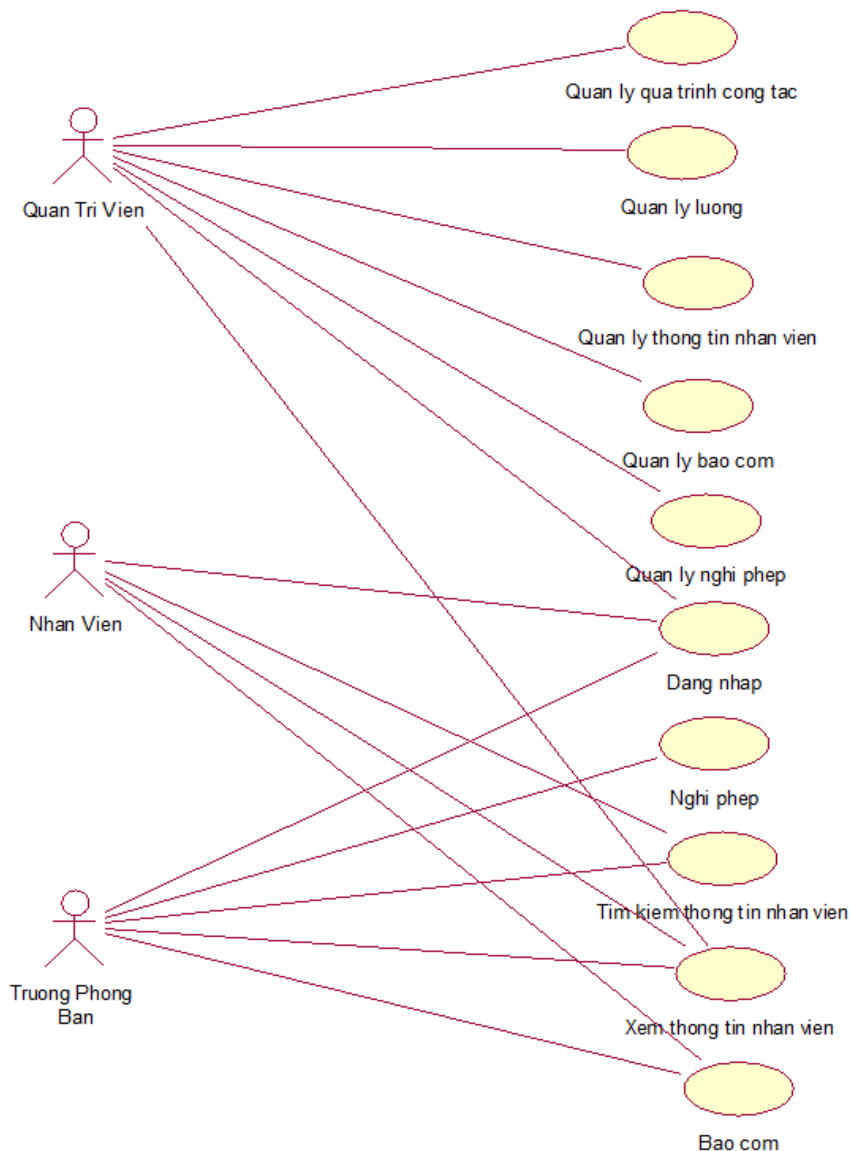 Quan ly qua trinh cong tac
Quan Tri Vien
Quan ly luong
Quan ly thong tin nhan vien
Quan ly bao com
Quan ly nghi phep
Nhan Vien
Dang nhap
Nghi phep
Tim kiem thong tin nhan vien
Truong Phong
Ban
Xem thong tin nhan vien
Bao com